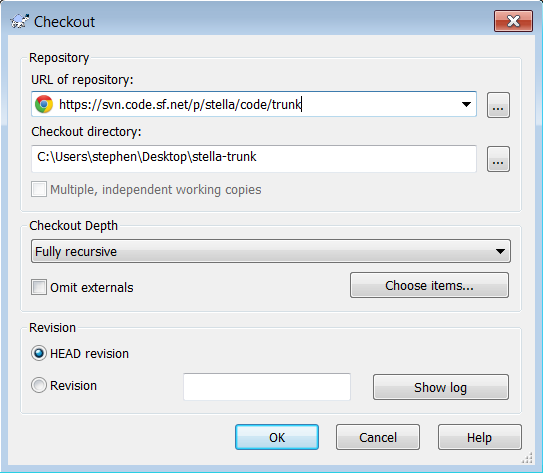 Checkout
Repository
URL of repository:
https://svn.code.sf.net/p/stella/code/trunk
...
Checkout directory:
C:\Users\stephen\Desktop\stella-trunk
...
Multiple, independent working copies
Checkout Depth
Fully recursive
Omit externals
Choose items...
Revision
HEAD revision
Revision
Show log
OK
Cancel
Help